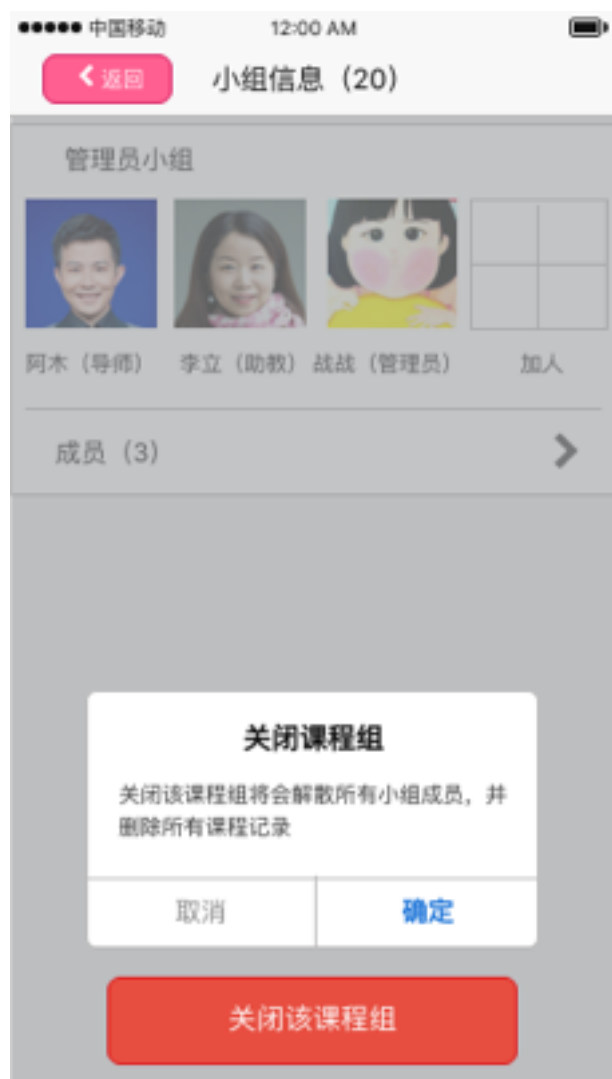 中国移动 12:00 AM
返回 小组信息（20）
管理员小组
阿木（导师） 李立（助教） 战战（管理员） 加人
成员（3）
关闭课程组
关闭该课程组将会解散所有小组成员，并
删除所有课程记录
取消 确定
关闭该课程组